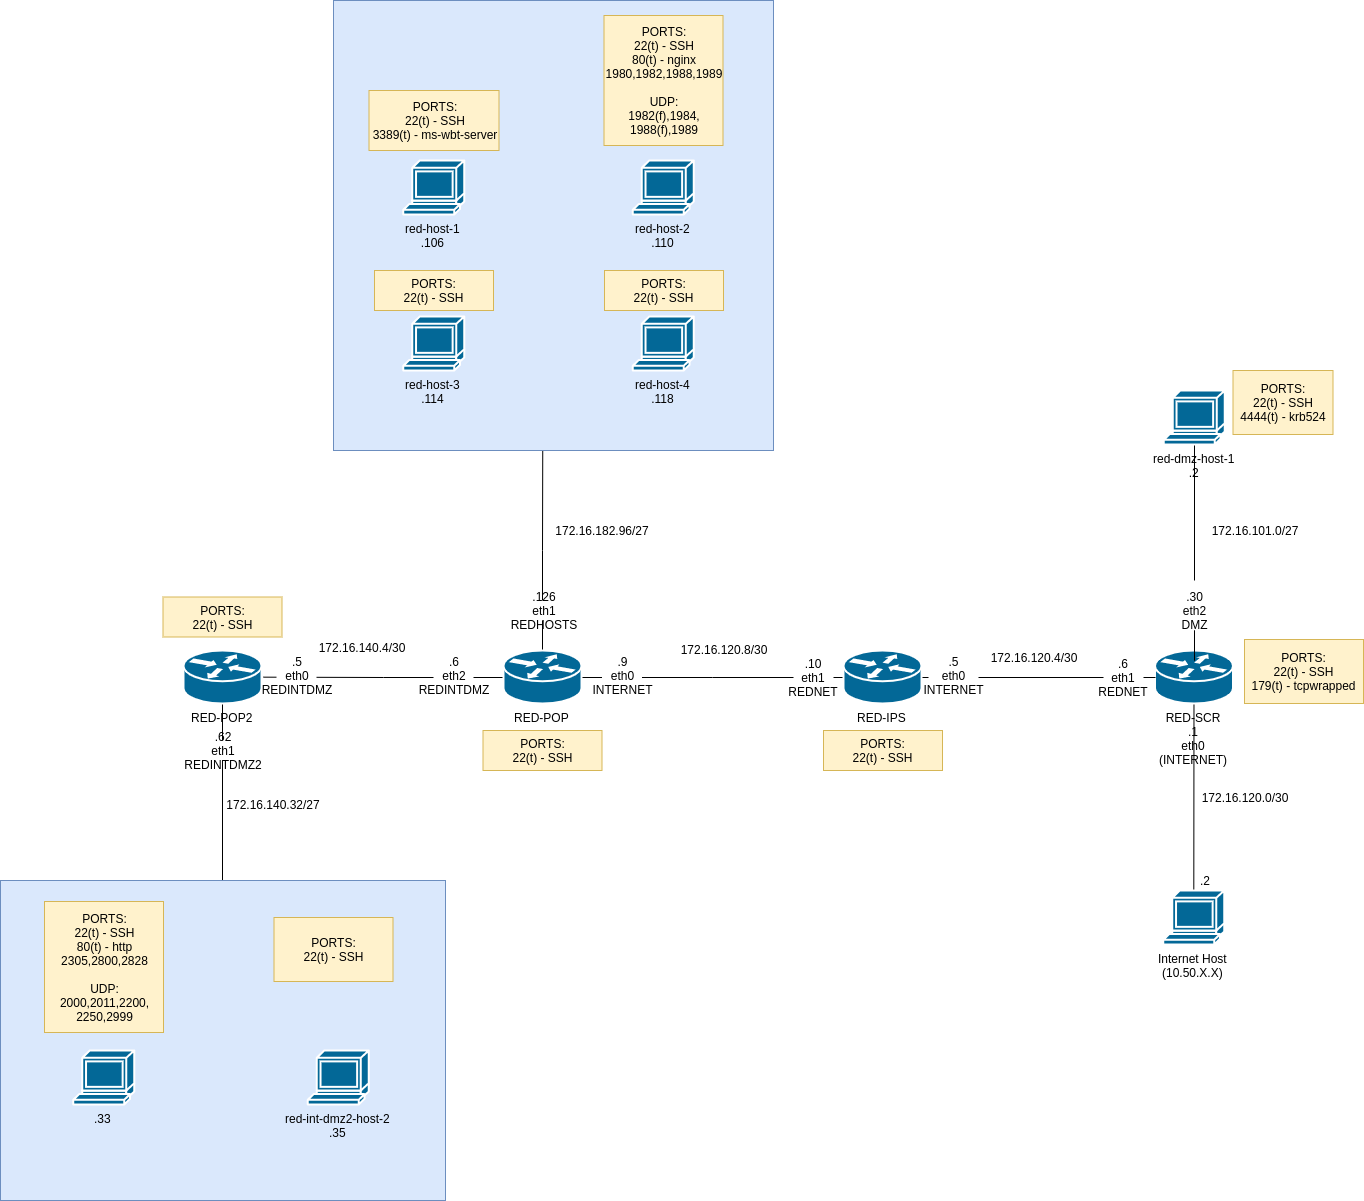 PORTS:
22(t) - SSH
80(t) - nginx
1980,1982,1988,1989
UDP:
1982(f),1984,
1988(f),1989
PORTS:
22(t) - SSH
3389(t) - ms-wbt-server
red-host-1
.106
red-host-2
.110
PORTS:
22(t) - SSH
PORTS:
22(t) - SSH
red-host-3
.114
red-host-4
.118
PORTS:
22(t) - SSH
4444(t) - krb524
red-dmz-host-1
.2
172.16.182.96/27
172.16.101.0/27
.126
eth1
REDHOSTS
.30
eth2
DMZ
PORTS:
22(t) - SSH
172.16.140.4/30
172.16.120.8/30
172.16.120.4/30
.5
eth0
REDINTDMZ
.6
eth2
REDINTDMZ
.9
eth0
INTERNET
.10
eth1
REDNET
.5
eth0
INTERNET
.6
eth1
REDNET
PORTS:
22(t) - SSH
179(t) - tcpwrapped
RED-POP2
.62
eth1
REDINTDMZ2
RED-POP
PORTS:
22(t) - SSH
RED-IPS
PORTS:
22(t) - SSH
RED-SCR
.1
eth0
(INTERNET)
172.16.140.32/27
172.16.120.0/30
.2
Internet Host
(10.50.X.X)
PORTS:
22(t) - SSH
80(t) - http
2305,2800,2828
UDP:
2000,2011,2200,
2250,2999
PORTS:
22(t) - SSH
.33
red-int-dmz2-host-2
.35